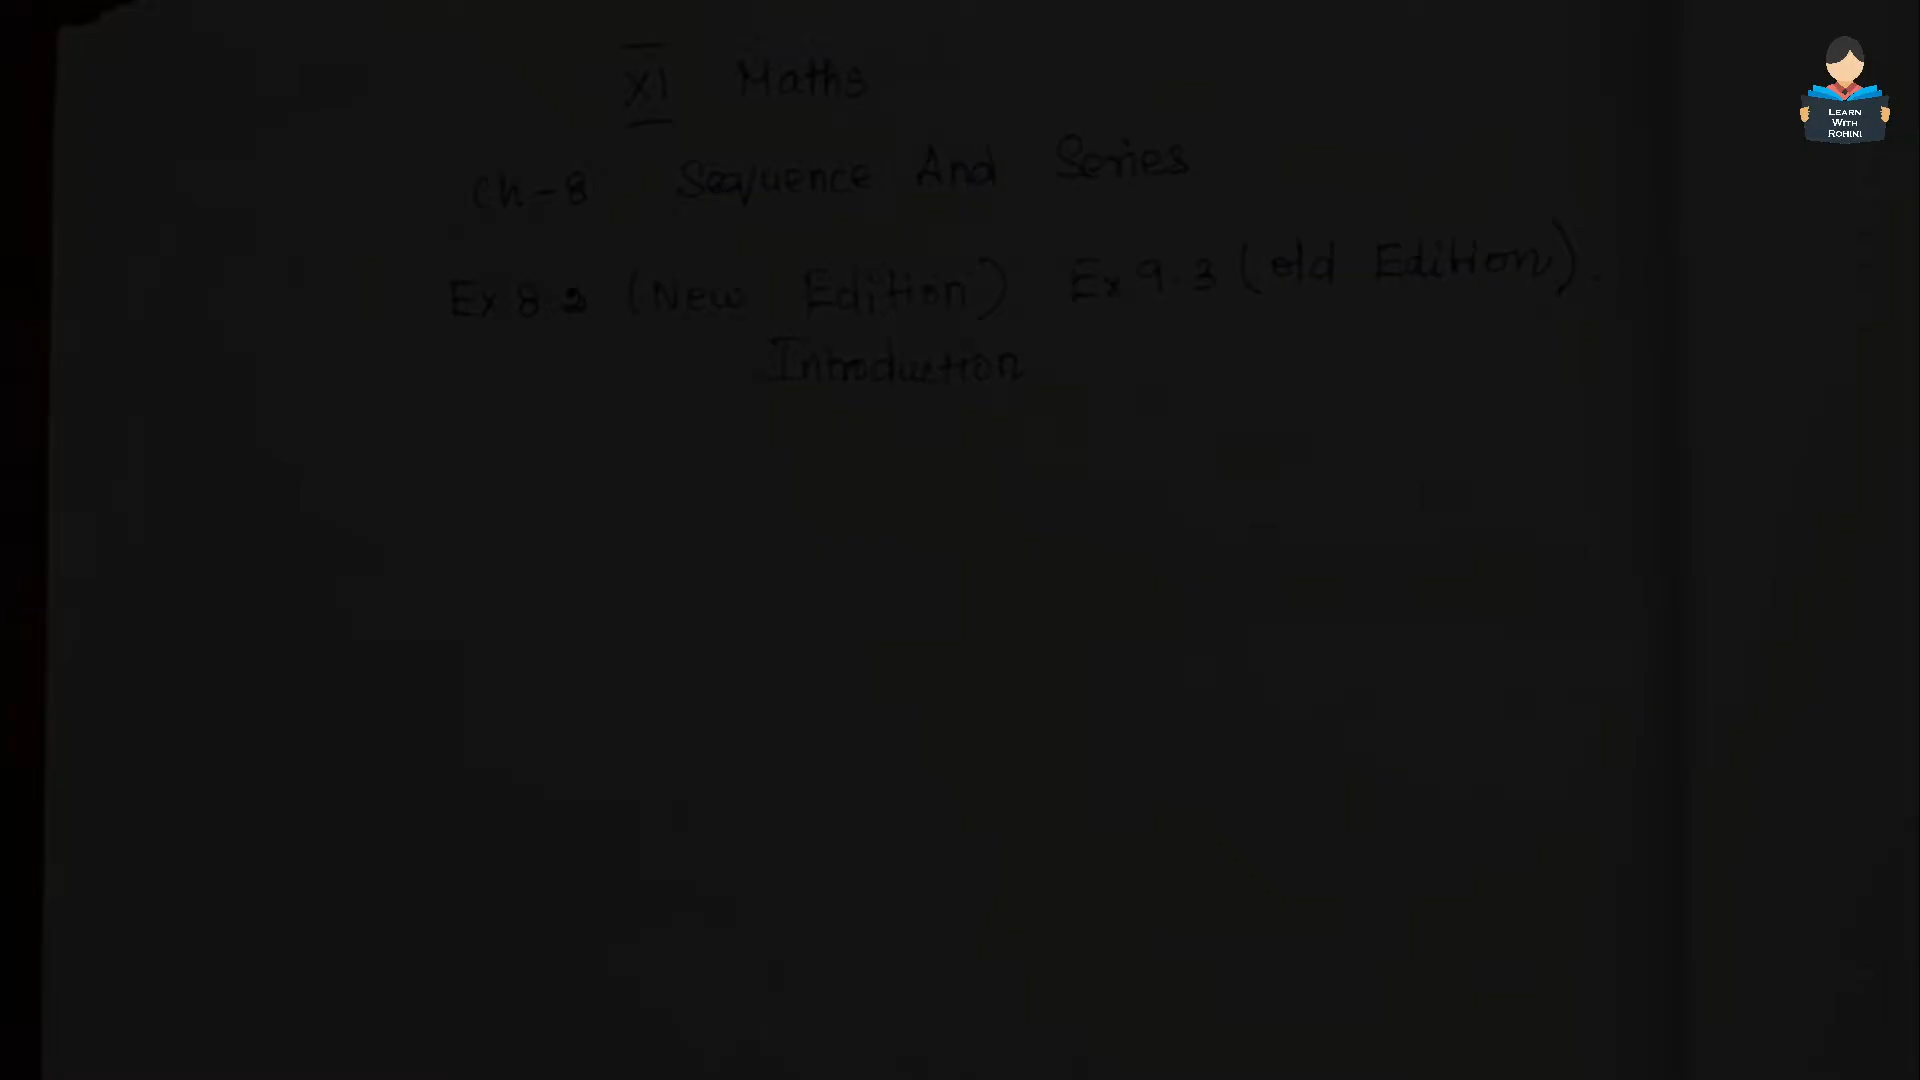 XI Maths
Ch-8 Sequence And Series
Ex 8.2 (New Edition) Ex 9.3 (old Edition).
Introduction
LEARN
WITH
ROHINI